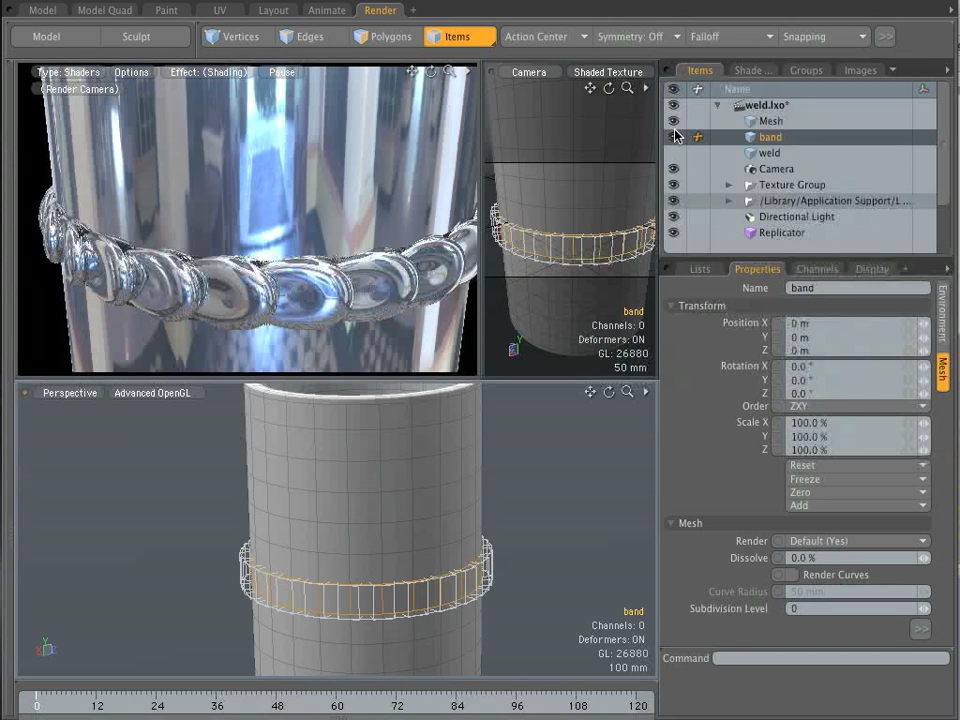 Model Model Quad Paint UV Layout Animate Render +
Model Sculpt Vertices Edges Polygons Items Action Center Symmetry: Off Falloff Snapping >>
Type: Shaders Options Effect: (Shading) Pause
(Render Camera)
Camera Shaded Texture
band
Channels: 0
Deformers: ON
GL: 26880
50 mm
Perspective Advanced OpenGL
band
Channels: 0
Deformers: ON
GL: 26880
100 mm
Y
X Z
0 12 24 36 48 60 72 84 96 108 120
Items Shade ... Groups Images
Name
weld.lxo*
Mesh
band
weld
Camera
Texture Group
/Library/Application Support/L ...
Directional Light
Replicator
Lists Properties Channels Display +
Name band
Transform
Position X 0 m
Y 0 m
Z 0 m
Rotation X 0.0 °
Y 0.0 °
Z 0.0 °
Order ZXY
Scale X 100.0 %
Y 100.0 %
Z 100.0 %
Reset
Freeze
Zero
Add
Mesh
Render Default (Yes)
Dissolve 0.0 %
Render Curves
Curve Radius 50 mm
Subdivision Level 0
>>
Environment
Mesh
Command